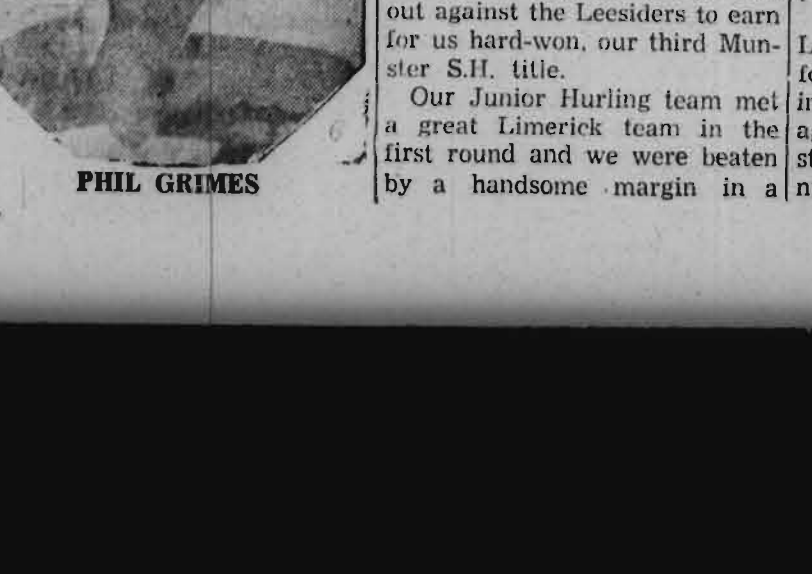 out against the Leesiders to earn
for us hard-won, our third Mun-
ster S.H. title.
Our Junior Hurling team met
a great Limerick team in the
first round and we were beaten
by a handsome margin in a
PHIL GRIMES